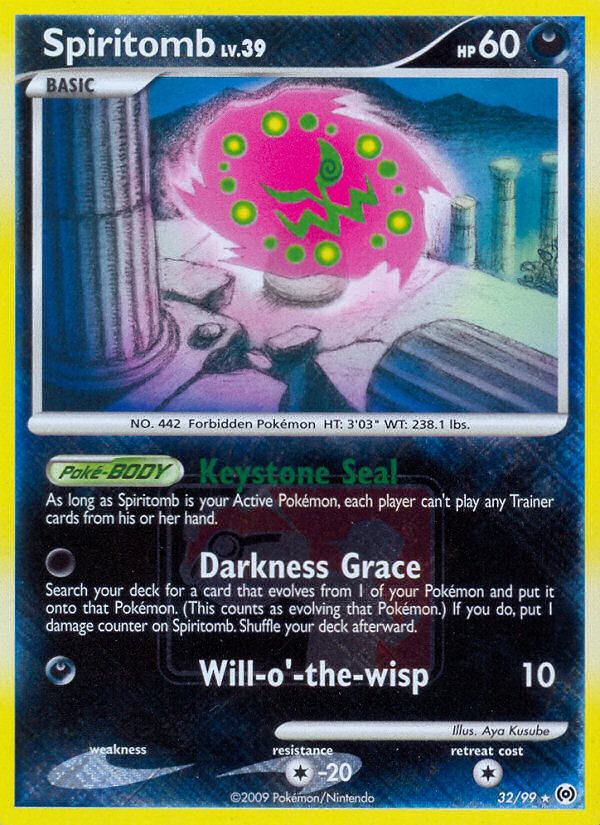 Spiritomb LV.39
HP 60
BASIC
NO. 442 Forbidden Pokémon HT: 3'03" WT: 238.1 lbs.
Poké-BODY Keystone Seal
As long as Spiritomb is your Active Pokémon, each player can't play any Trainer
cards from his or her hand.
Darkness Grace
Search your deck for a card that evolves from 1 of your Pokémon and put it
onto that Pokémon. (This counts as evolving that Pokémon.) If you do, put 1
damage counter on Spiritomb. Shuffle your deck afterward.
Will-o'-the-wisp 10
Illus. Aya Kusube
weakness resistance retreat cost
-20
©2009 Pokémon/Nintendo 32/99